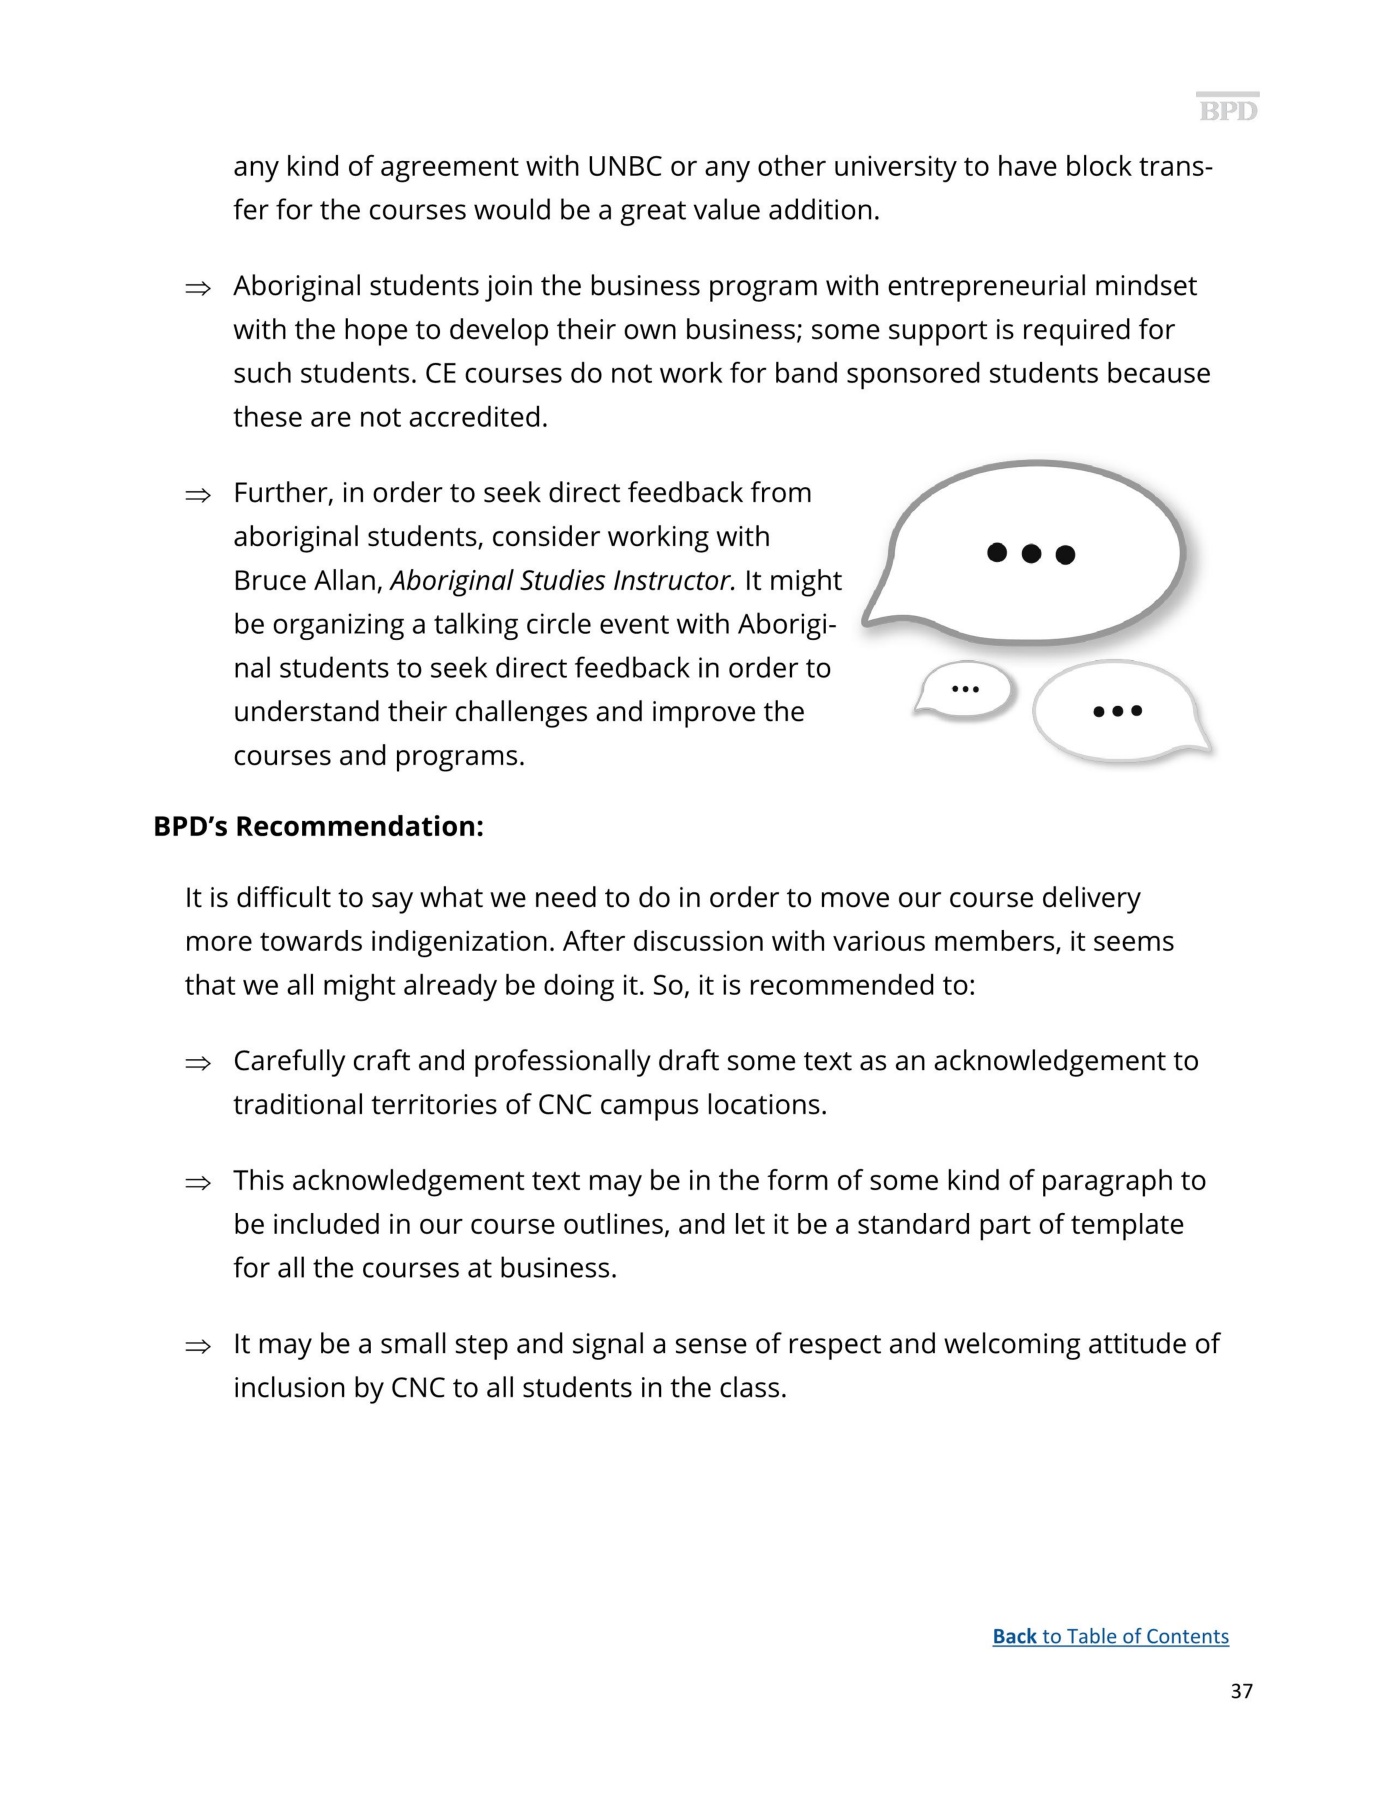 BPD
any kind of agreement with UNBC or any other university to have block trans-
fer for the courses would be a great value addition.
⇒ Aboriginal students join the business program with entrepreneurial mindset
with the hope to develop their own business; some support is required for
such students. CE courses do not work for band sponsored students because
these are not accredited.
⇒ Further, in order to seek direct feedback from
aboriginal students, consider working with
Bruce Allan, Aboriginal Studies Instructor. It might
be organizing a talking circle event with Aborigi-
nal students to seek direct feedback in order to
understand their challenges and improve the
courses and programs.
BPD’s Recommendation:
It is difficult to say what we need to do in order to move our course delivery
more towards indigenization. After discussion with various members, it seems
that we all might already be doing it. So, it is recommended to:
⇒ Carefully craft and professionally draft some text as an acknowledgement to
traditional territories of CNC campus locations.
⇒ This acknowledgement text may be in the form of some kind of paragraph to
be included in our course outlines, and let it be a standard part of template
for all the courses at business.
⇒ It may be a small step and signal a sense of respect and welcoming attitude of
inclusion by CNC to all students in the class.
Back to Table of Contents
37